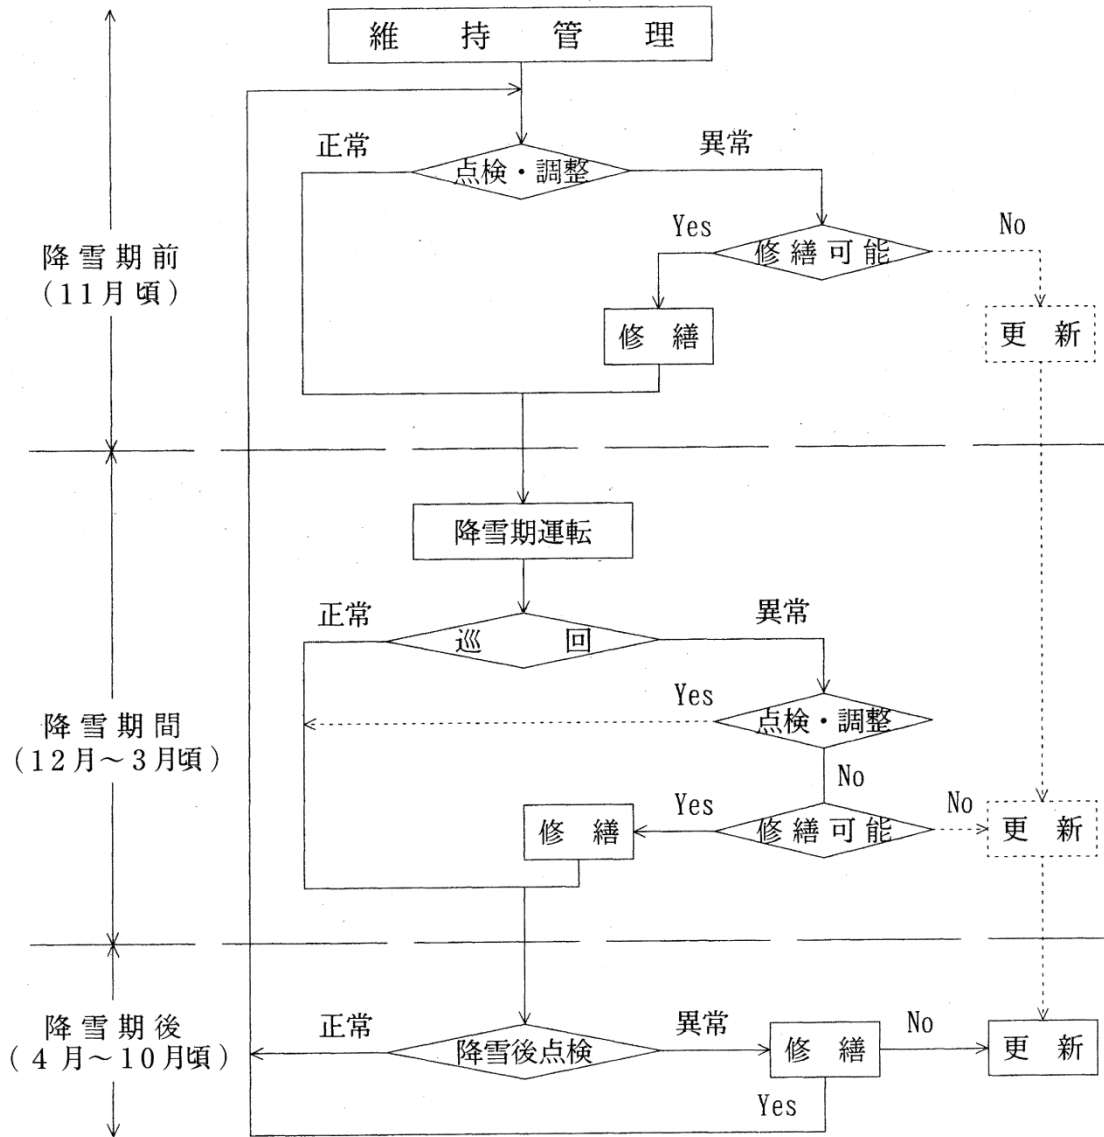 維持管理
正常
異常
点検・調整
Yes
No
修繕可能
降雪期前
(11月頃)
修繕
更新
降雪期運転
正常
異常
巡回
Yes
点検・調整
降雪期間
(12月～3月頃)
No
Yes
No
修繕
修繕可能
更新
降雪期後
(4月～10月頃)
正常
異常
No
降雪後点検
修繕
更新
Yes